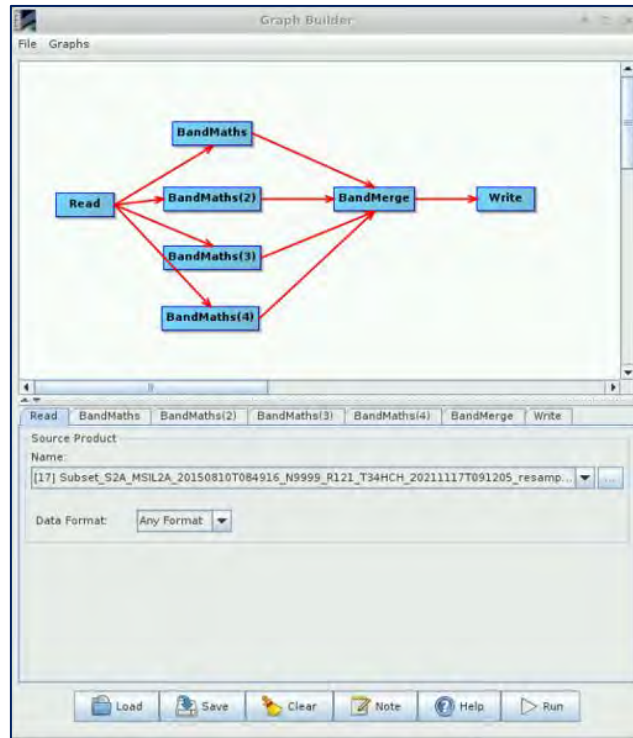 Graph Builder
File Graphs
BandMaths
Read
BandMaths(2)
BandMerge
Write
BandMaths(3)
BandMaths(4)
Read BandMaths BandMaths(2) BandMaths(3) BandMaths(4) BandMerge Write
Source Product
Name:
[17] Subset_S2A_MSIL2A_20150810T084916_N9999_R121_T34HCH_20211117T091205_resamp...
...
Data Format: Any Format
Load Save Clear Note Help Run